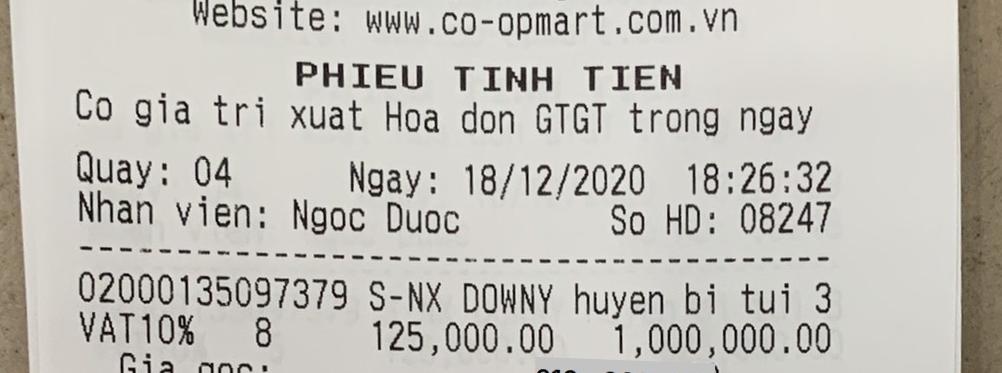 Website: www.co-opmart.com.vn
PHIEU TINH TIEN
Co gia tri xuat Hoa don GTGT trong ngay
Quay: 04 Ngay: 18/12/2020 18:26:32
Nhan vien: Ngoc Duoc So HD: 08247
--------------------------------------------------
02000135097379 S-NX DOWNY huyen bi tui 3
VAT10% 8 125,000.00 1,000,000.00
Gia goc: